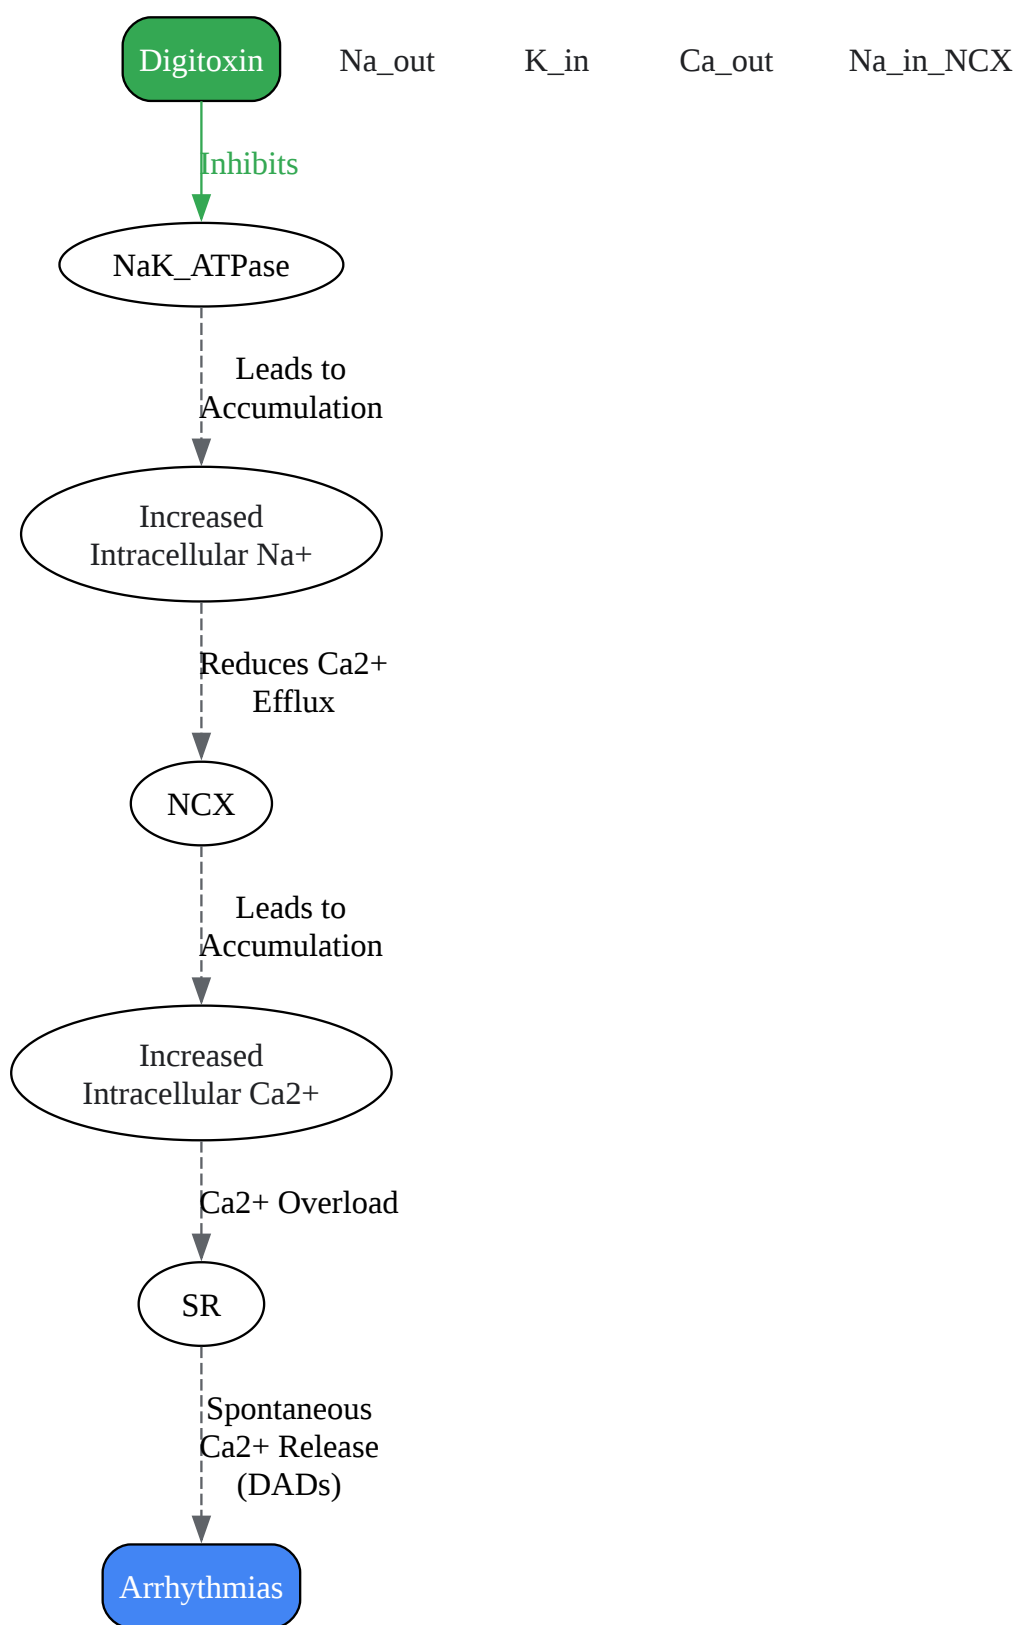 Digitoxin
Na_out
K_in
Ca_out
Na_in_NCX
Inhibits
NaK_ATPase
Leads to
Accumulation
Increased
Intracellular Na+
Reduces Ca2+
Efflux
NCX
Leads to
Accumulation
Increased
Intracellular Ca2+
Ca2+ Overload
SR
Spontaneous
Ca2+ Release
(DADs)
Arrhythmias